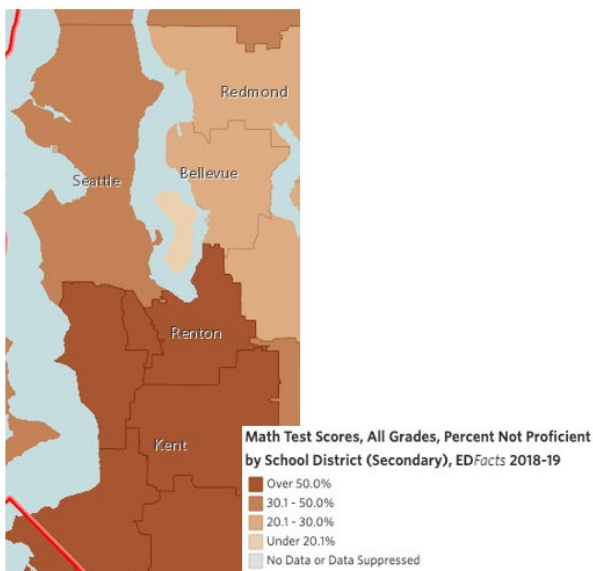 Redmond
Bellevue
Seattle
Renton
Kent
Math Test Scores, All Grades, Percent Not Proficient
by School District (Secondary), EDFacts 2018-19
Over 50.0%
30.1 - 50.0%
20.1 - 30.0%
Under 20.1%
No Data or Data Suppressed